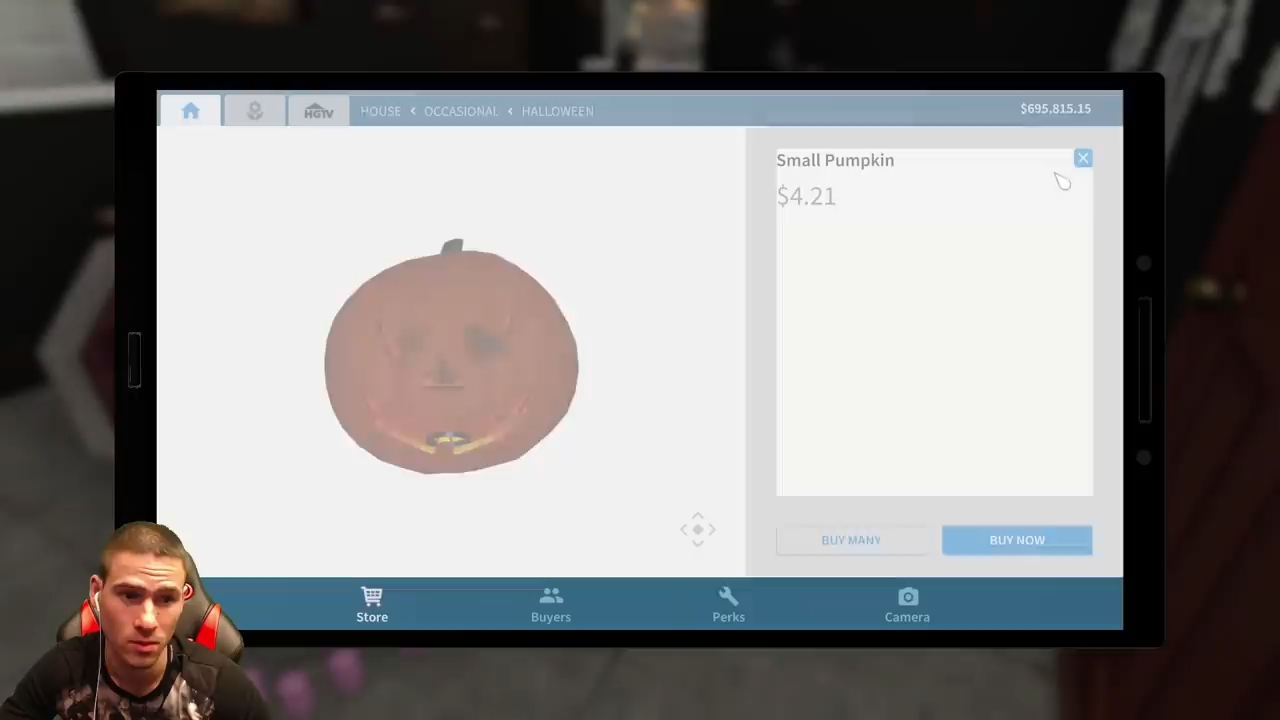 HGTV
HOUSE < OCCASIONAL < HALLOWEEN
$695,815.15
Small Pumpkin
$4.21
BUY MANY
BUY NOW
Store
Buyers
Perks
Camera